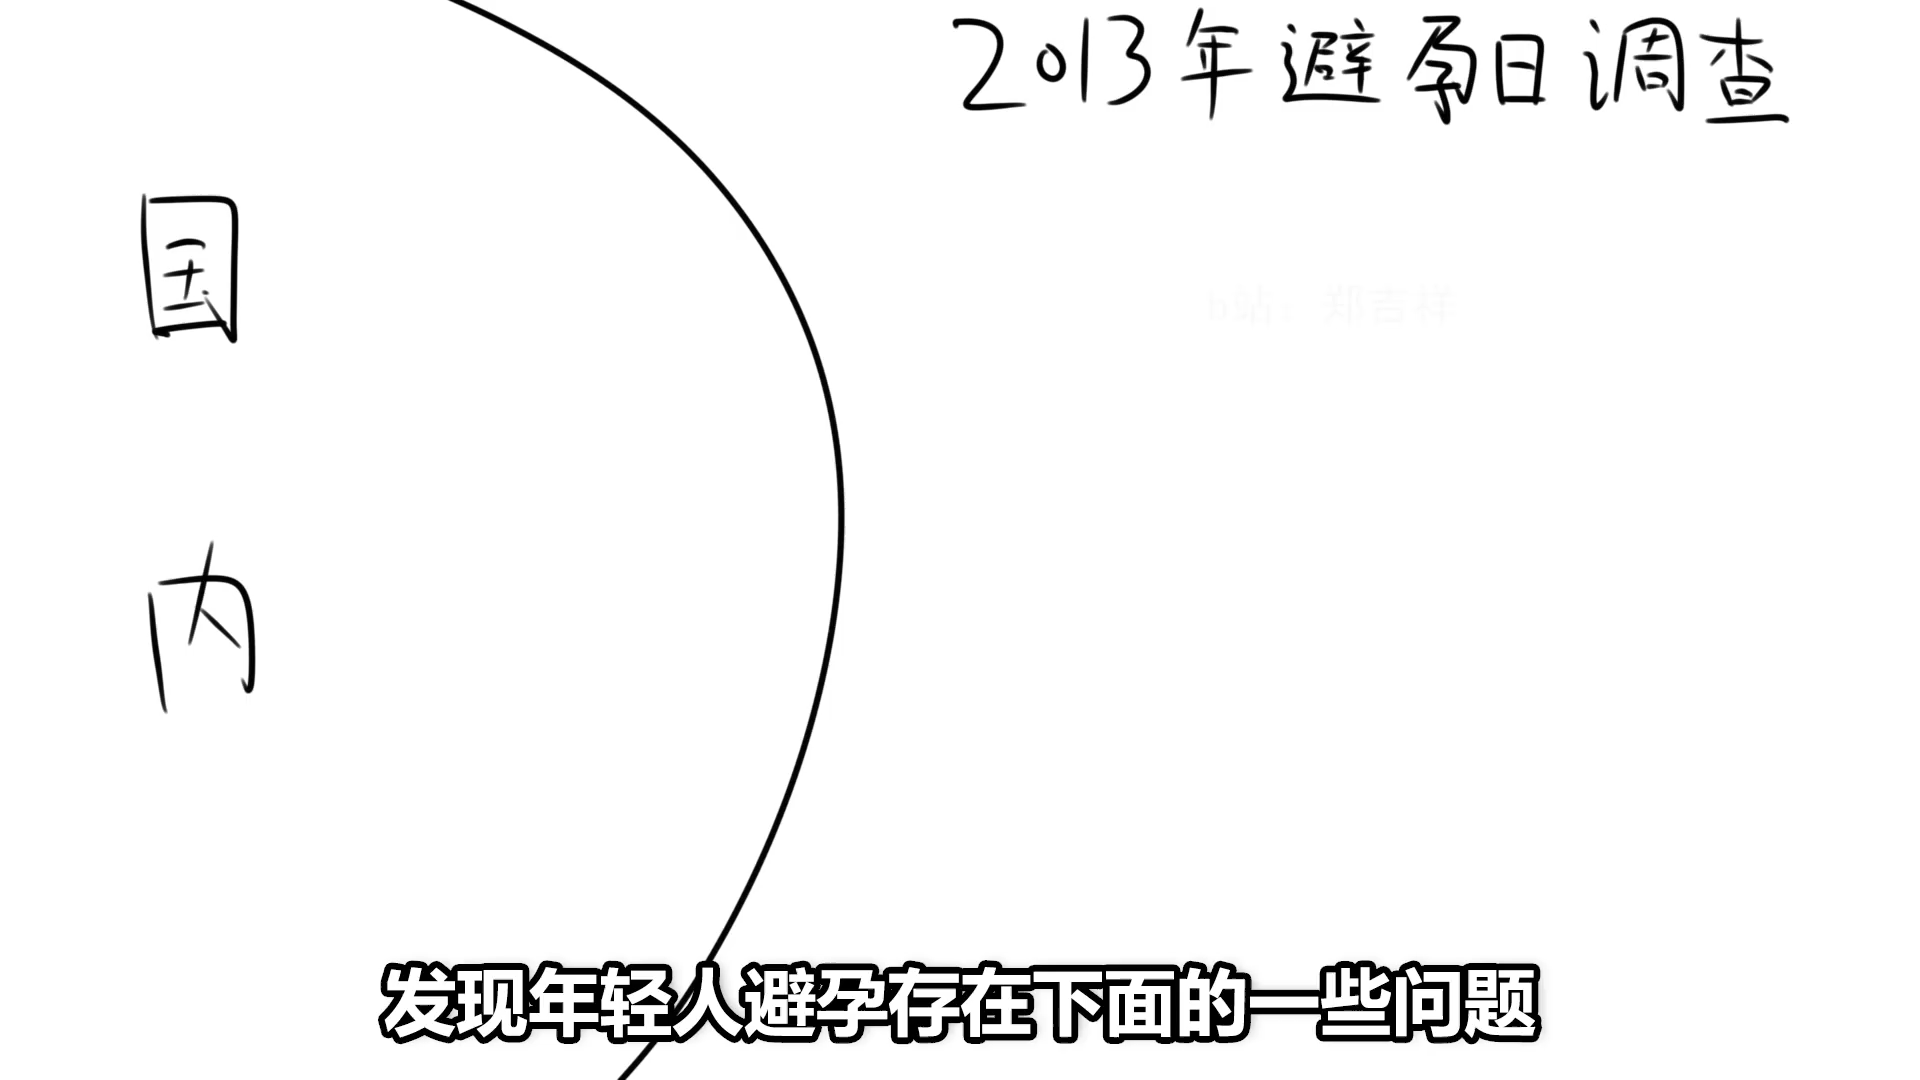 2013年避孕日调查
国
内
b站：郑吉祥
发现年轻人避孕存在下面的一些问题